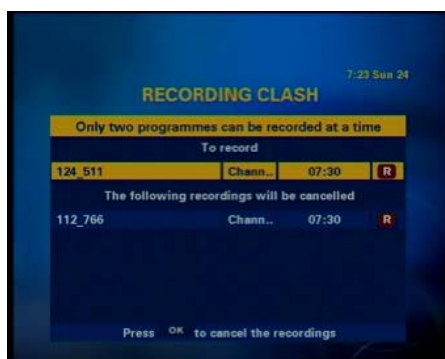 7:23 Sun 24
RECORDING CLASH
Only two programmes can be recorded at a time
To record
124_511 Chann.. 07:30 R
The following recordings will be cancelled
112_766 Chann.. 07:30 R
Press OK to cancel the recordings